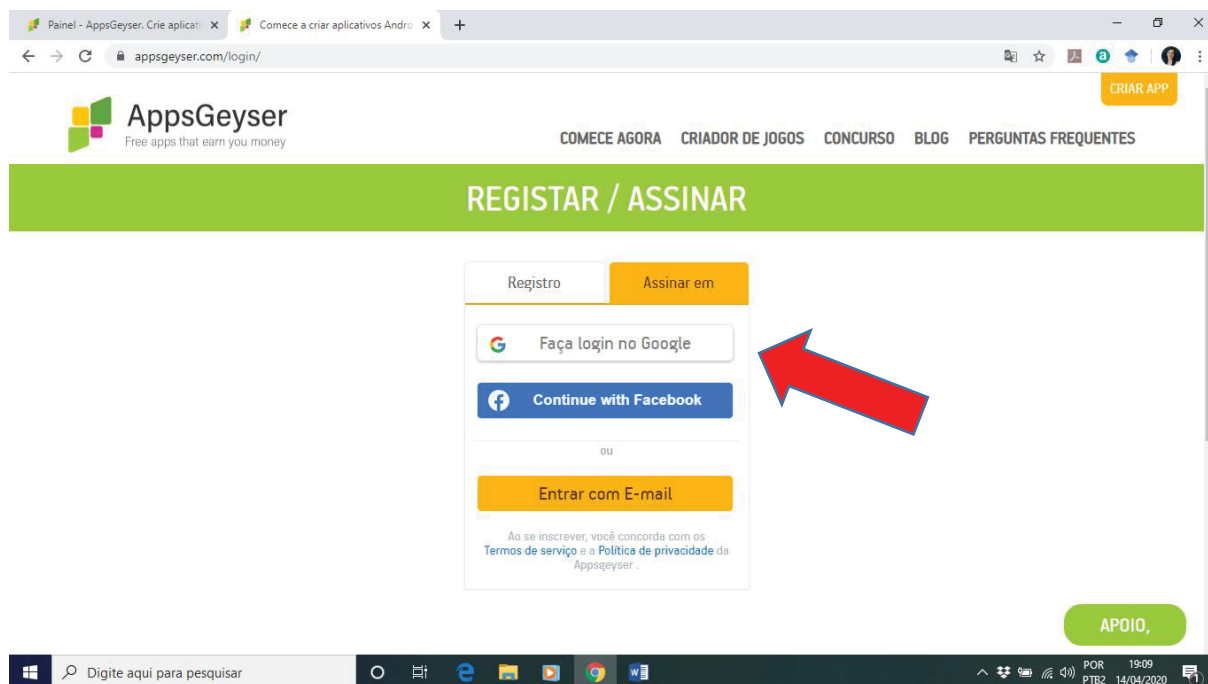 Painel - AppsGeyser. Crie aplicati
Comece a criar aplicativos Andro
appsgeyser.com/login/
CRIAR APP
AppsGeyser
Free apps that earn you money
COMECE AGORA CRIADOR DE JOGOS CONCURSO BLOG PERGUNTAS FREQUENTES
REGISTAR / ASSINAR
Registro Assinar em
Faça login no Google
Continue with Facebook
ou
Entrar com E-mail
Ao se inscrever, você concorda com os
Termos de serviço e a Política de privacidade da
Appsgeyser .
APOIO,
Digite aqui para pesquisar
POR 19:09
PTB2 14/04/2020